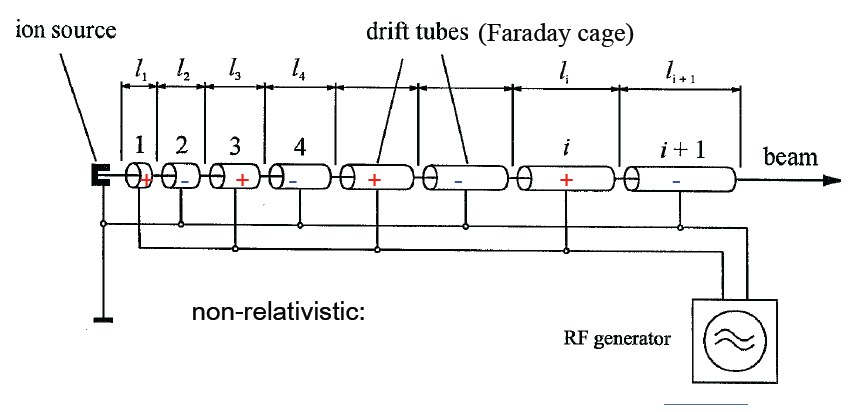 ion source
drift tubes (Faraday cage)
l₁ l₂ l₃ l₄ lᵢ lᵢ₊₁
1 2 3 4 i i + 1
beam
+ - + - + - + -
non-relativistic:
RF generator